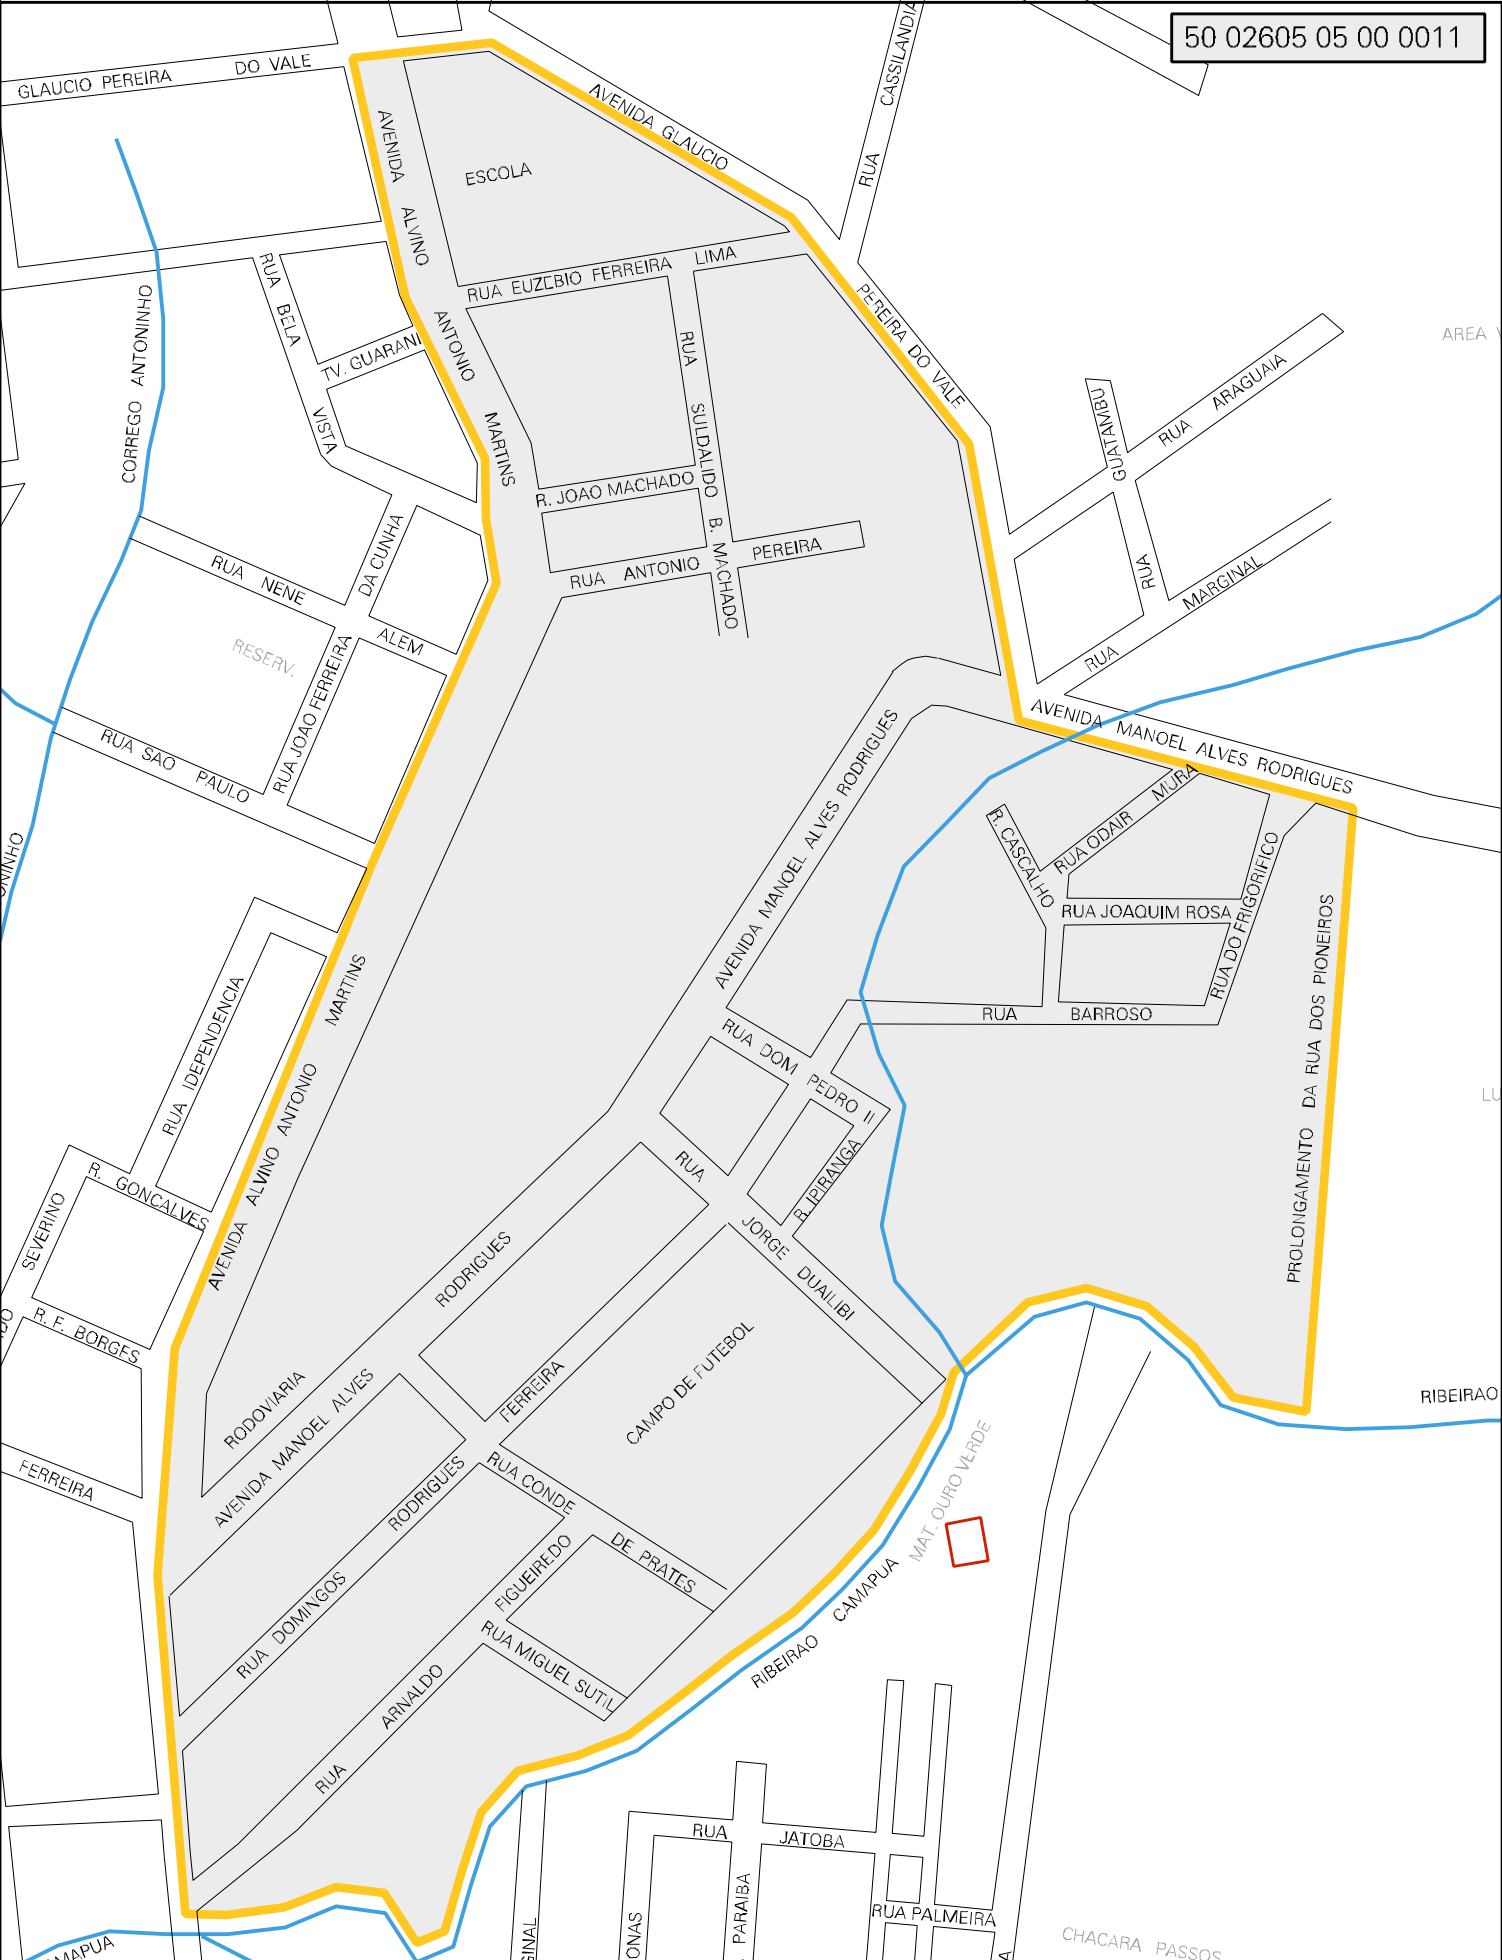 50 02605 05 00 0011
GLAUCIO PEREIRA DO VALE
AVENIDA GLAUCIO
PEREIRA DO VALE
RUA CASSILANDIA
AVENIDA ALVINO ANTONIO MARTINS
ESCOLA
RUA EUZEBIO FERREIRA LIMA
RUA BELA VISTA
TV. GUARANI
CORREGO ANTONINHO
RUA SULDALIDO B. MACHADO
R. JOAO MACHADO
RUA ANTONIO PEREIRA
AREA
RUA ARAGUAIA
RUA GUATAMBU
RUA MARGINAL
RUA NENE
DA CUNHA
ALEM
RESERV.
RUA JOAO FERREIRA
RUA SAO PAULO
AVENIDA MANOEL ALVES RODRIGUES
AVENIDA MANOEL ALVES RODRIGUES
RUA ODAIR MURA
R. CASCALHO
RUA JOAQUIM ROSA
RUA DO FRIGORIFICO
RUA BARROSO
PROLONGAMENTO DA RUA DOS PIONEIROS
ONINHO
RUA IDEPENDENCIA
AVENIDA ALVINO ANTONIO MARTINS
RUA DOM PEDRO II
R. IPIRANGA
RUA JORGE DUAILIBI
LU
R. GONCALVES
SEVERINO
R. F. BORGES
DO
RODOVIARIA
AVENIDA MANOEL ALVES RODRIGUES
CAMPO DE FUTEBOL
RUA DOMINGOS RODRIGUES FERREIRA
RUA CONDE DE PRATES
FERREIRA
RUA ARNALDO FIGUEIREDO
RUA MIGUEL SUTIL
MAT. OURO VERDE
RIBEIRAO CAMAPUA
RIBEIRAO
RUA JATOBA
PARAIBA
RUA PALMEIRA
CHACARA PASSOS
ONAS
GINAL
AMAPUA
A